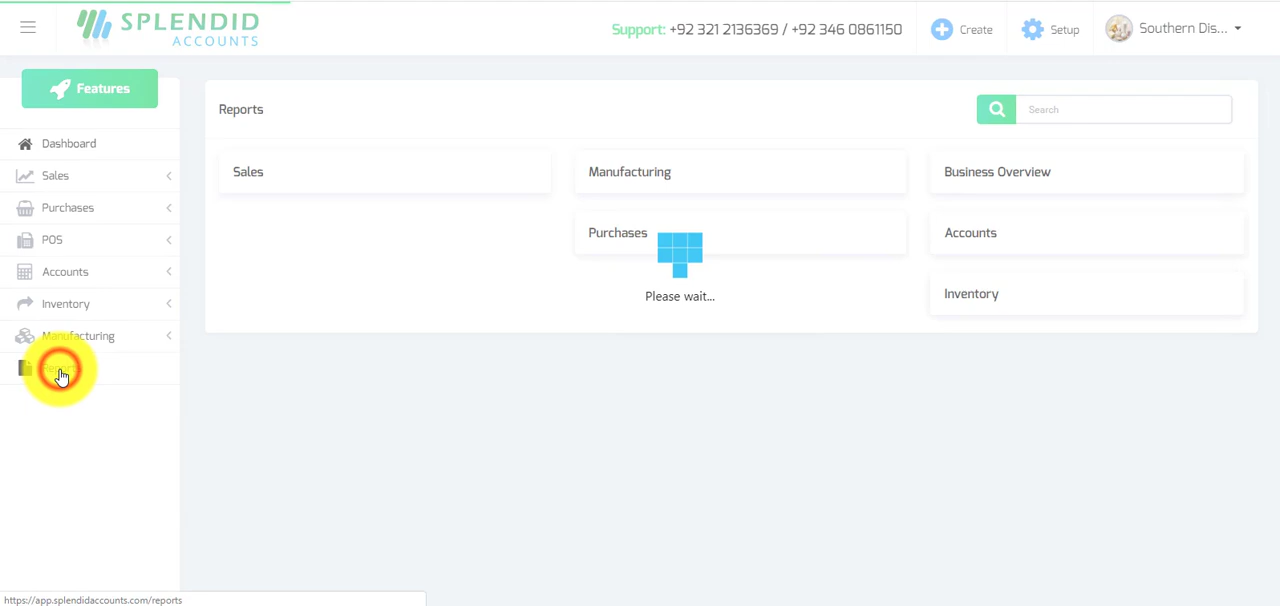 SPLENDID
ACCOUNTS
Support: +92 321 2136369 / +92 346 0861150
Create
Setup
Southern Dis...
Features
Dashboard
Sales
Purchases
POS
Accounts
Inventory
Manufacturing
Reports
Reports
Search
Sales
Manufacturing
Business Overview
Purchases
Accounts
Inventory
Please wait...
https://app.splendidaccounts.com/reports